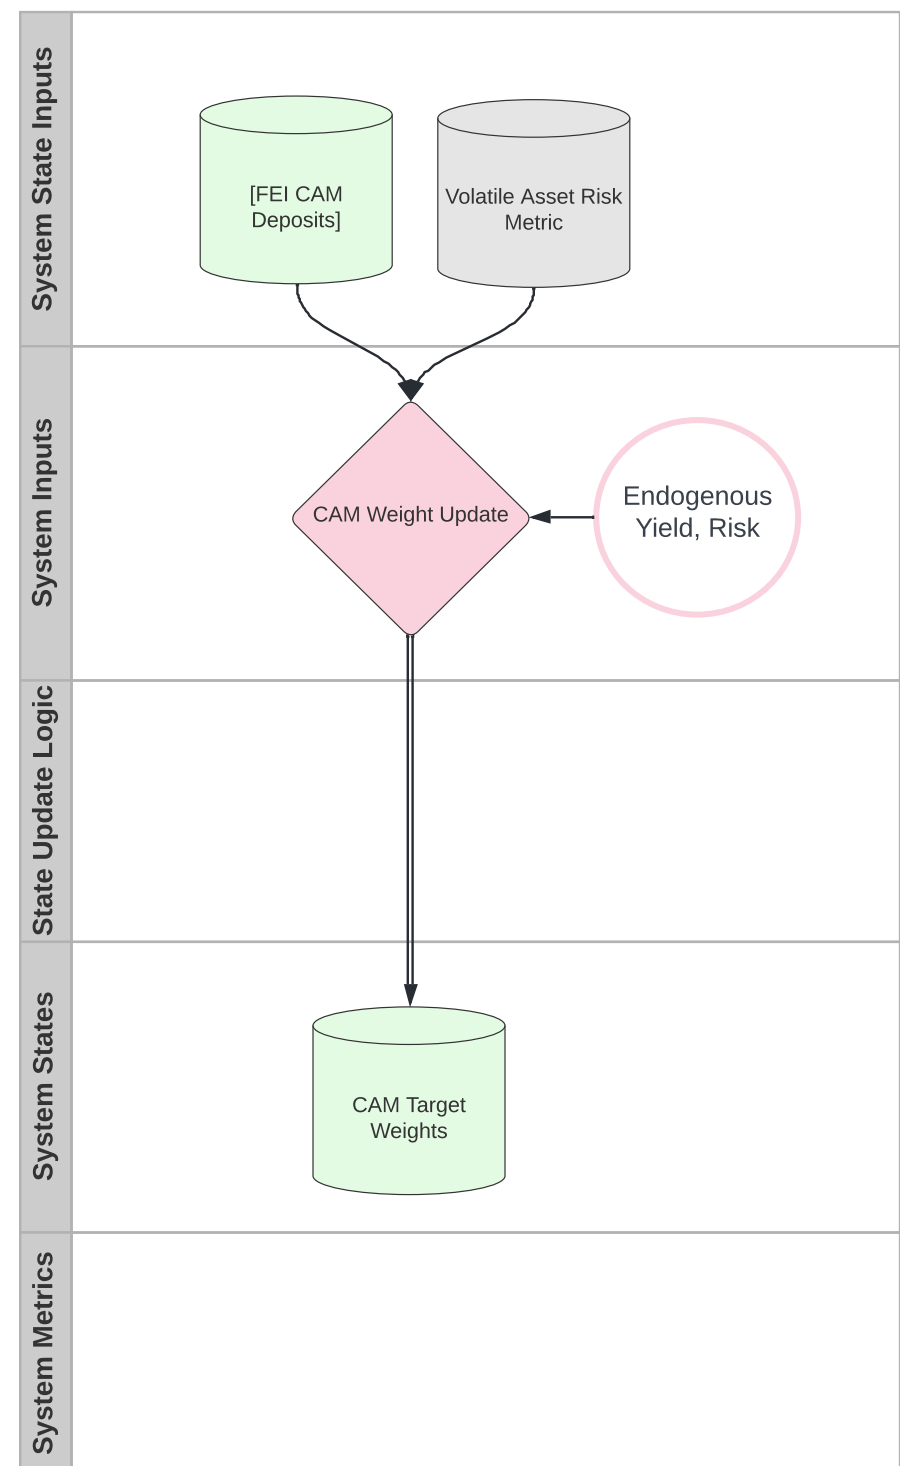 System State Inputs
[FEI CAM
Deposits]
Volatile Asset Risk
Metric
System Inputs
CAM Weight Update
Endogenous
Yield, Risk
State Update Logic
System States
CAM Target
Weights
System Metrics